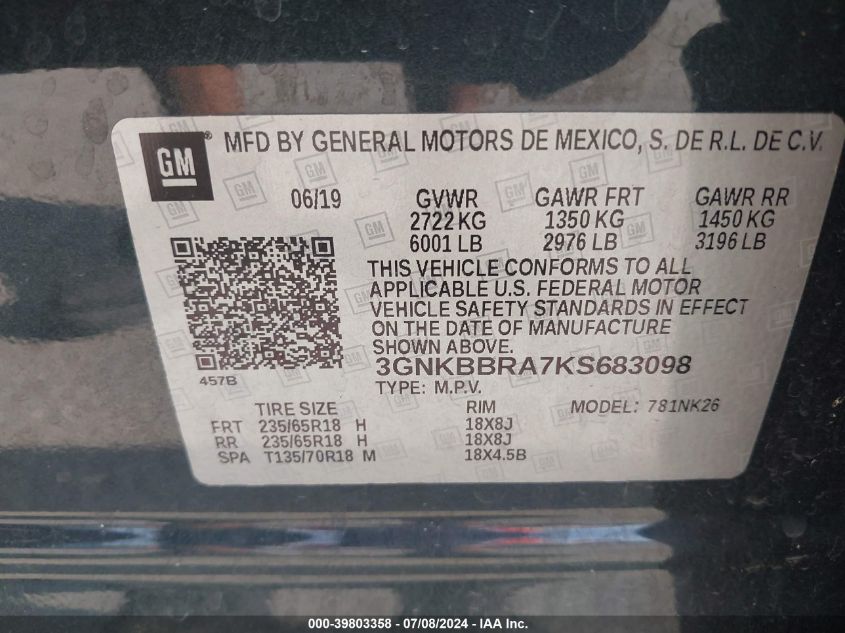 GM® MFD BY GENERAL MOTORS DE MEXICO, S. DE R.L. DE C.V.
06/19 GVWR GAWR FRT GAWR RR
2722 KG 1350 KG 1450 KG
6001 LB 2976 LB 3196 LB
THIS VEHICLE CONFORMS TO ALL
APPLICABLE U.S. FEDERAL MOTOR
VEHICLE SAFETY STANDARDS IN EFFECT
ON THE DATE OF MANUFACTURE
SHOWN ABOVE.
3GNKBBRA7KS683098
457B
TYPE: M.P.V. MODEL: 781NK26
TIRE SIZE RIM
FRT 235/65R18 H 18X8J
RR 235/65R18 H 18X8J
SPA T135/70R18 M 18X4.5B
000-39803358 - 07/08/2024 - IAA Inc.